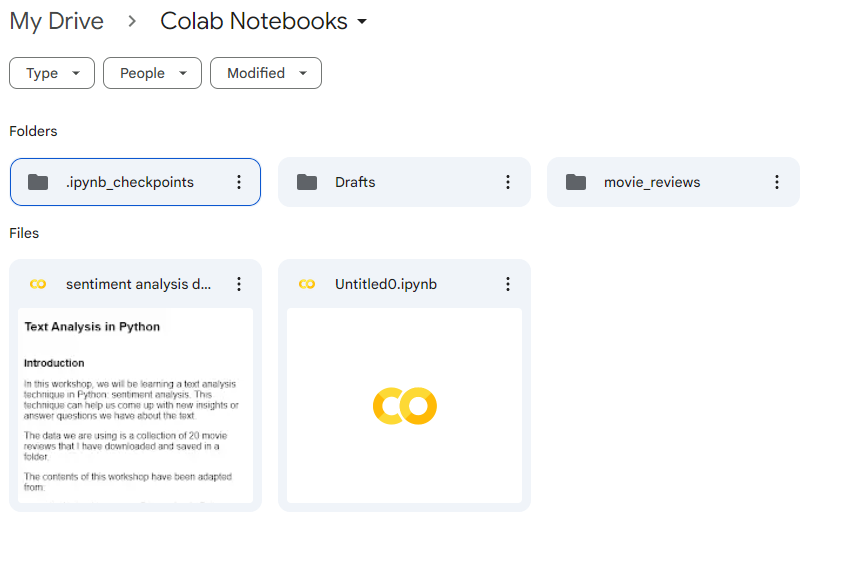 My Drive > Colab Notebooks
Type People Modified
Folders
.ipynb_checkpoints Drafts movie_reviews
Files
sentiment analysis d... Untitled0.ipynb
Text Analysis in Python
Introduction
In this workshop, we will be learning a text analysis
technique in Python: sentiment analysis. This
technique can help us come up with new insights or
answer questions we have about the text.
The data we are using is a collection of 20 movie
reviews that I have downloaded and saved in a
folder.
The contents of this workshop have been adapted
from: